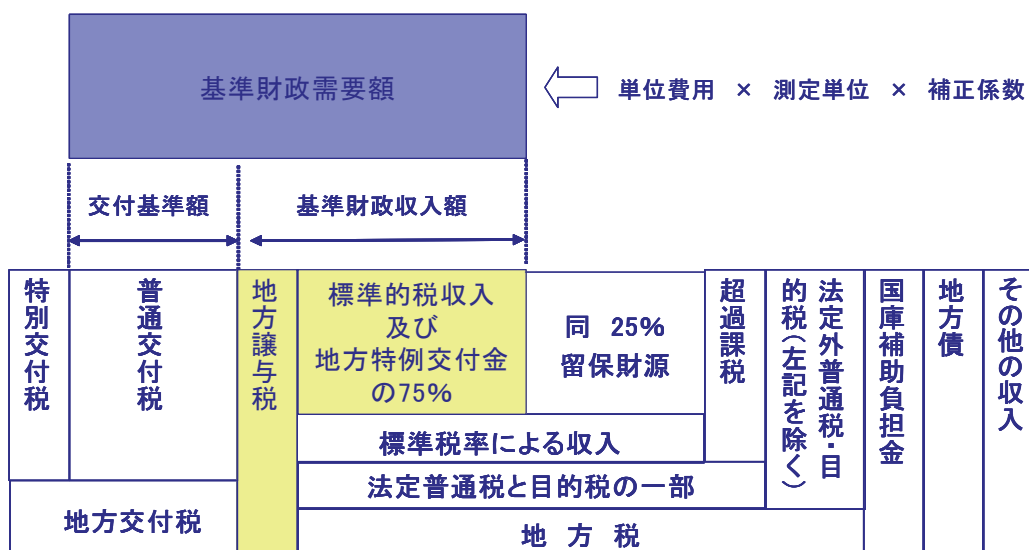 基準財政需要額
単位費用 × 測定単位 × 補正係数
交付基準額
基準財政収入額
特別交付税
普通交付税
地方譲与税
標準的税収入
及び
地方特例交付金
の75%
同 25%
留保財源
超過課税
法定外普通税・目
的税(左記を除く)
国庫補助負担金
地方債
その他の収入
標準税率による収入
法定普通税と目的税の一部
地方交付税
地 方 税